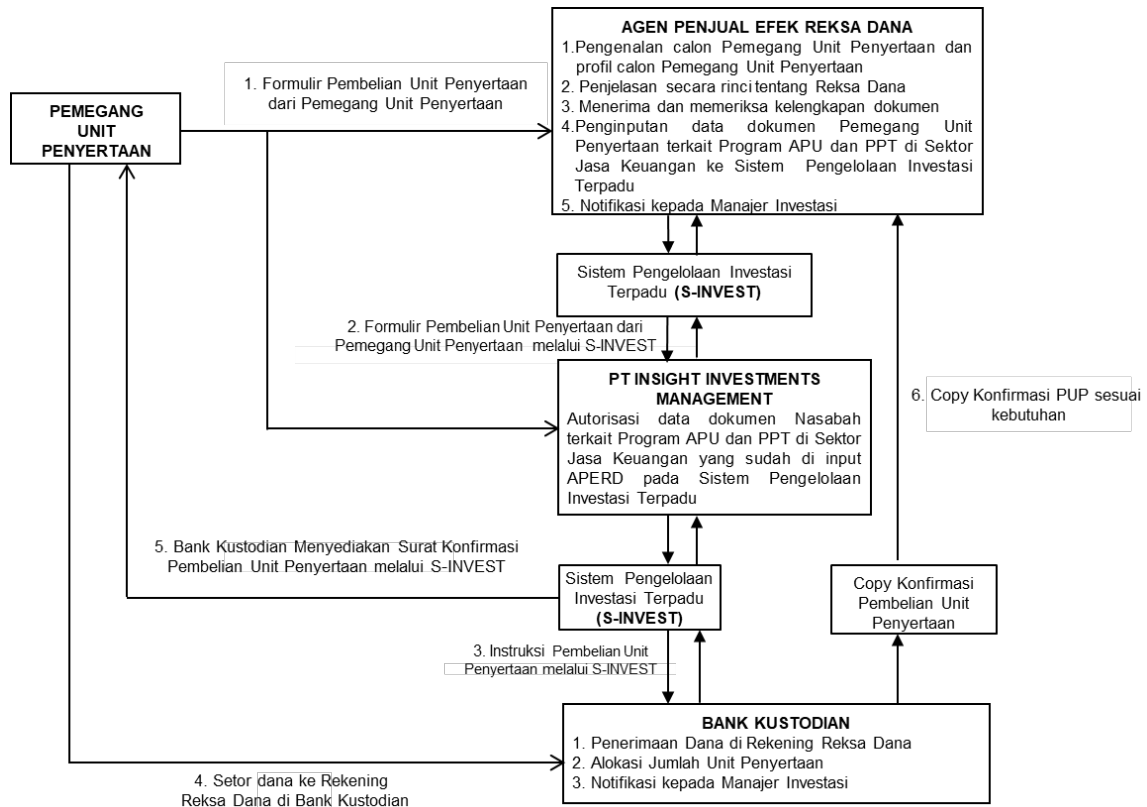 AGEN PENJUAL EFEK REKSA DANA
1.Pengenalan calon Pemegang Unit Penyertaan dan
profil calon Pemegang Unit Penyertaan
2. Penjelasan secara rinci tentang Reksa Dana
3. Menerima dan memeriksa kelengkapan dokumen
4.Penginputan data dokumen Pemegang Unit
Penyertaan terkait Program APU dan PPT di Sektor
Jasa Keuangan ke Sistem Pengelolaan Investasi
Terpadu
5. Notifikasi kepada Manajer Investasi
1. Formulir Pembelian Unit Penyertaan
dari Pemegang Unit Penyertaan
PEMEGANG
UNIT
PENYERTAAN
Sistem Pengelolaan Investasi
Terpadu (S-INVEST)
2. Formulir Pembelian Unit Penyertaan dari
Pemegang Unit Penyertaan melalui S-INVEST
PT INSIGHT INVESTMENTS
MANAGEMENT
Autorisasi data dokumen Nasabah
terkait Program APU dan PPT di Sektor
Jasa Keuangan yang sudah di input
APERD pada Sistem Pengelolaan
Investasi Terpadu
6. Copy Konfirmasi PUP sesuai
kebutuhan
5. Bank Kustodian Menyediakan Surat Konfirmasi
Pembelian Unit Penyertaan melalui S-INVEST
Sistem Pengelolaan
Investasi Terpadu
(S-INVEST)
Copy Konfirmasi
Pembelian Unit
Penyertaan
3. Instruksi Pembelian Unit
Penyertaan melalui S-INVEST
BANK KUSTODIAN
1. Penerimaan Dana di Rekening Reksa Dana
2. Alokasi Jumlah Unit Penyertaan
3. Notifikasi kepada Manajer Investasi
4. Setor dana ke Rekening
Reksa Dana di Bank Kustodian